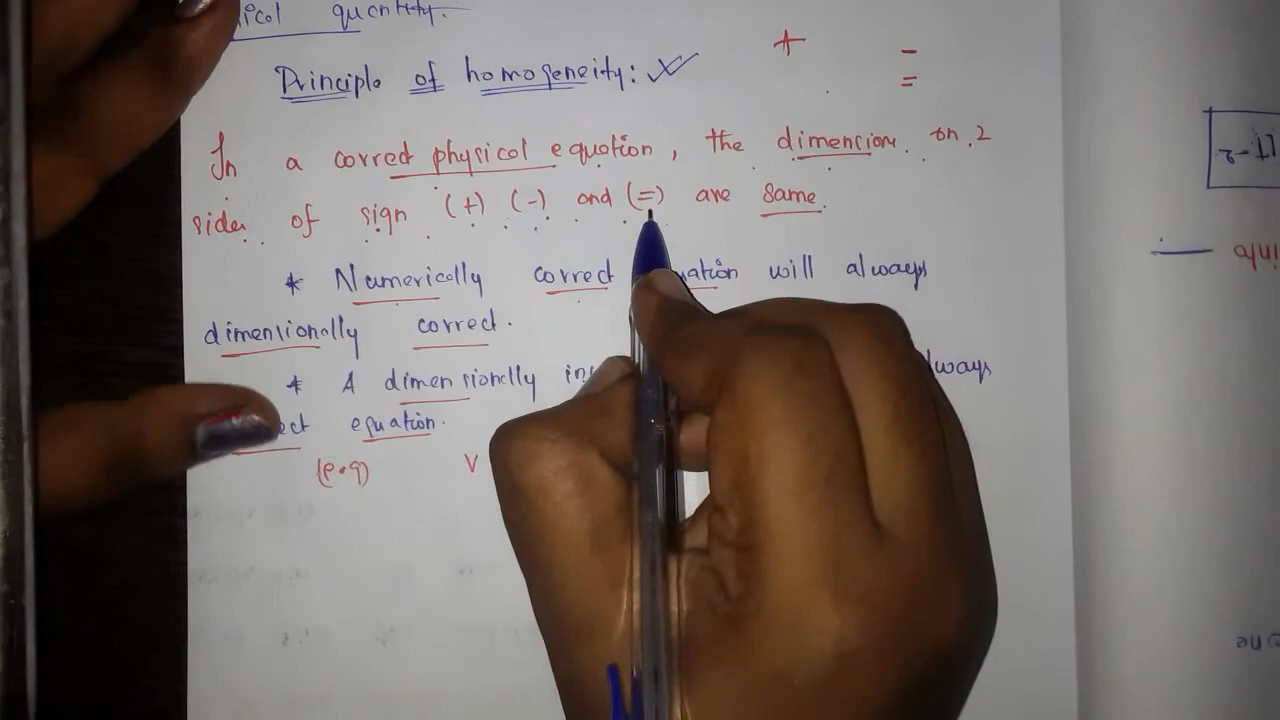 quantity.
Principle of homogeneity:
+ -
=
In a correct physical equation, the dimension on 2
sides of sign (+) (-) and (=) are same.
* Numerically correct will always
dimensionally correct.
* A dimensionally
equation.
(e.g) V